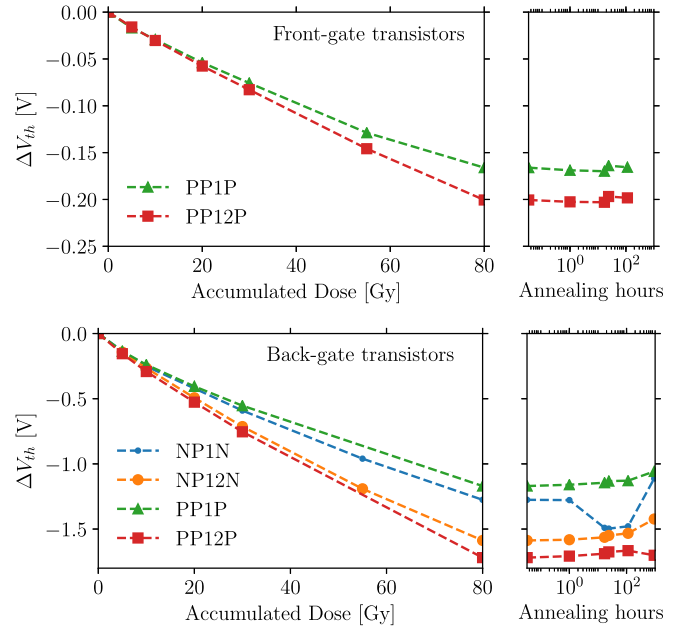 0.00
−0.05
−0.10
−0.15
−0.20
−0.25
ΔV_th [V]
Front-gate transistors
PP1P
PP12P
0 20 40 60 80
Accumulated Dose [Gy]
10^0 10^2
Annealing hours
0.0
−0.5
−1.0
−1.5
ΔV_th [V]
Back-gate transistors
NP1N
NP12N
PP1P
PP12P
0 20 40 60 80
Accumulated Dose [Gy]
10^0 10^2
Annealing hours